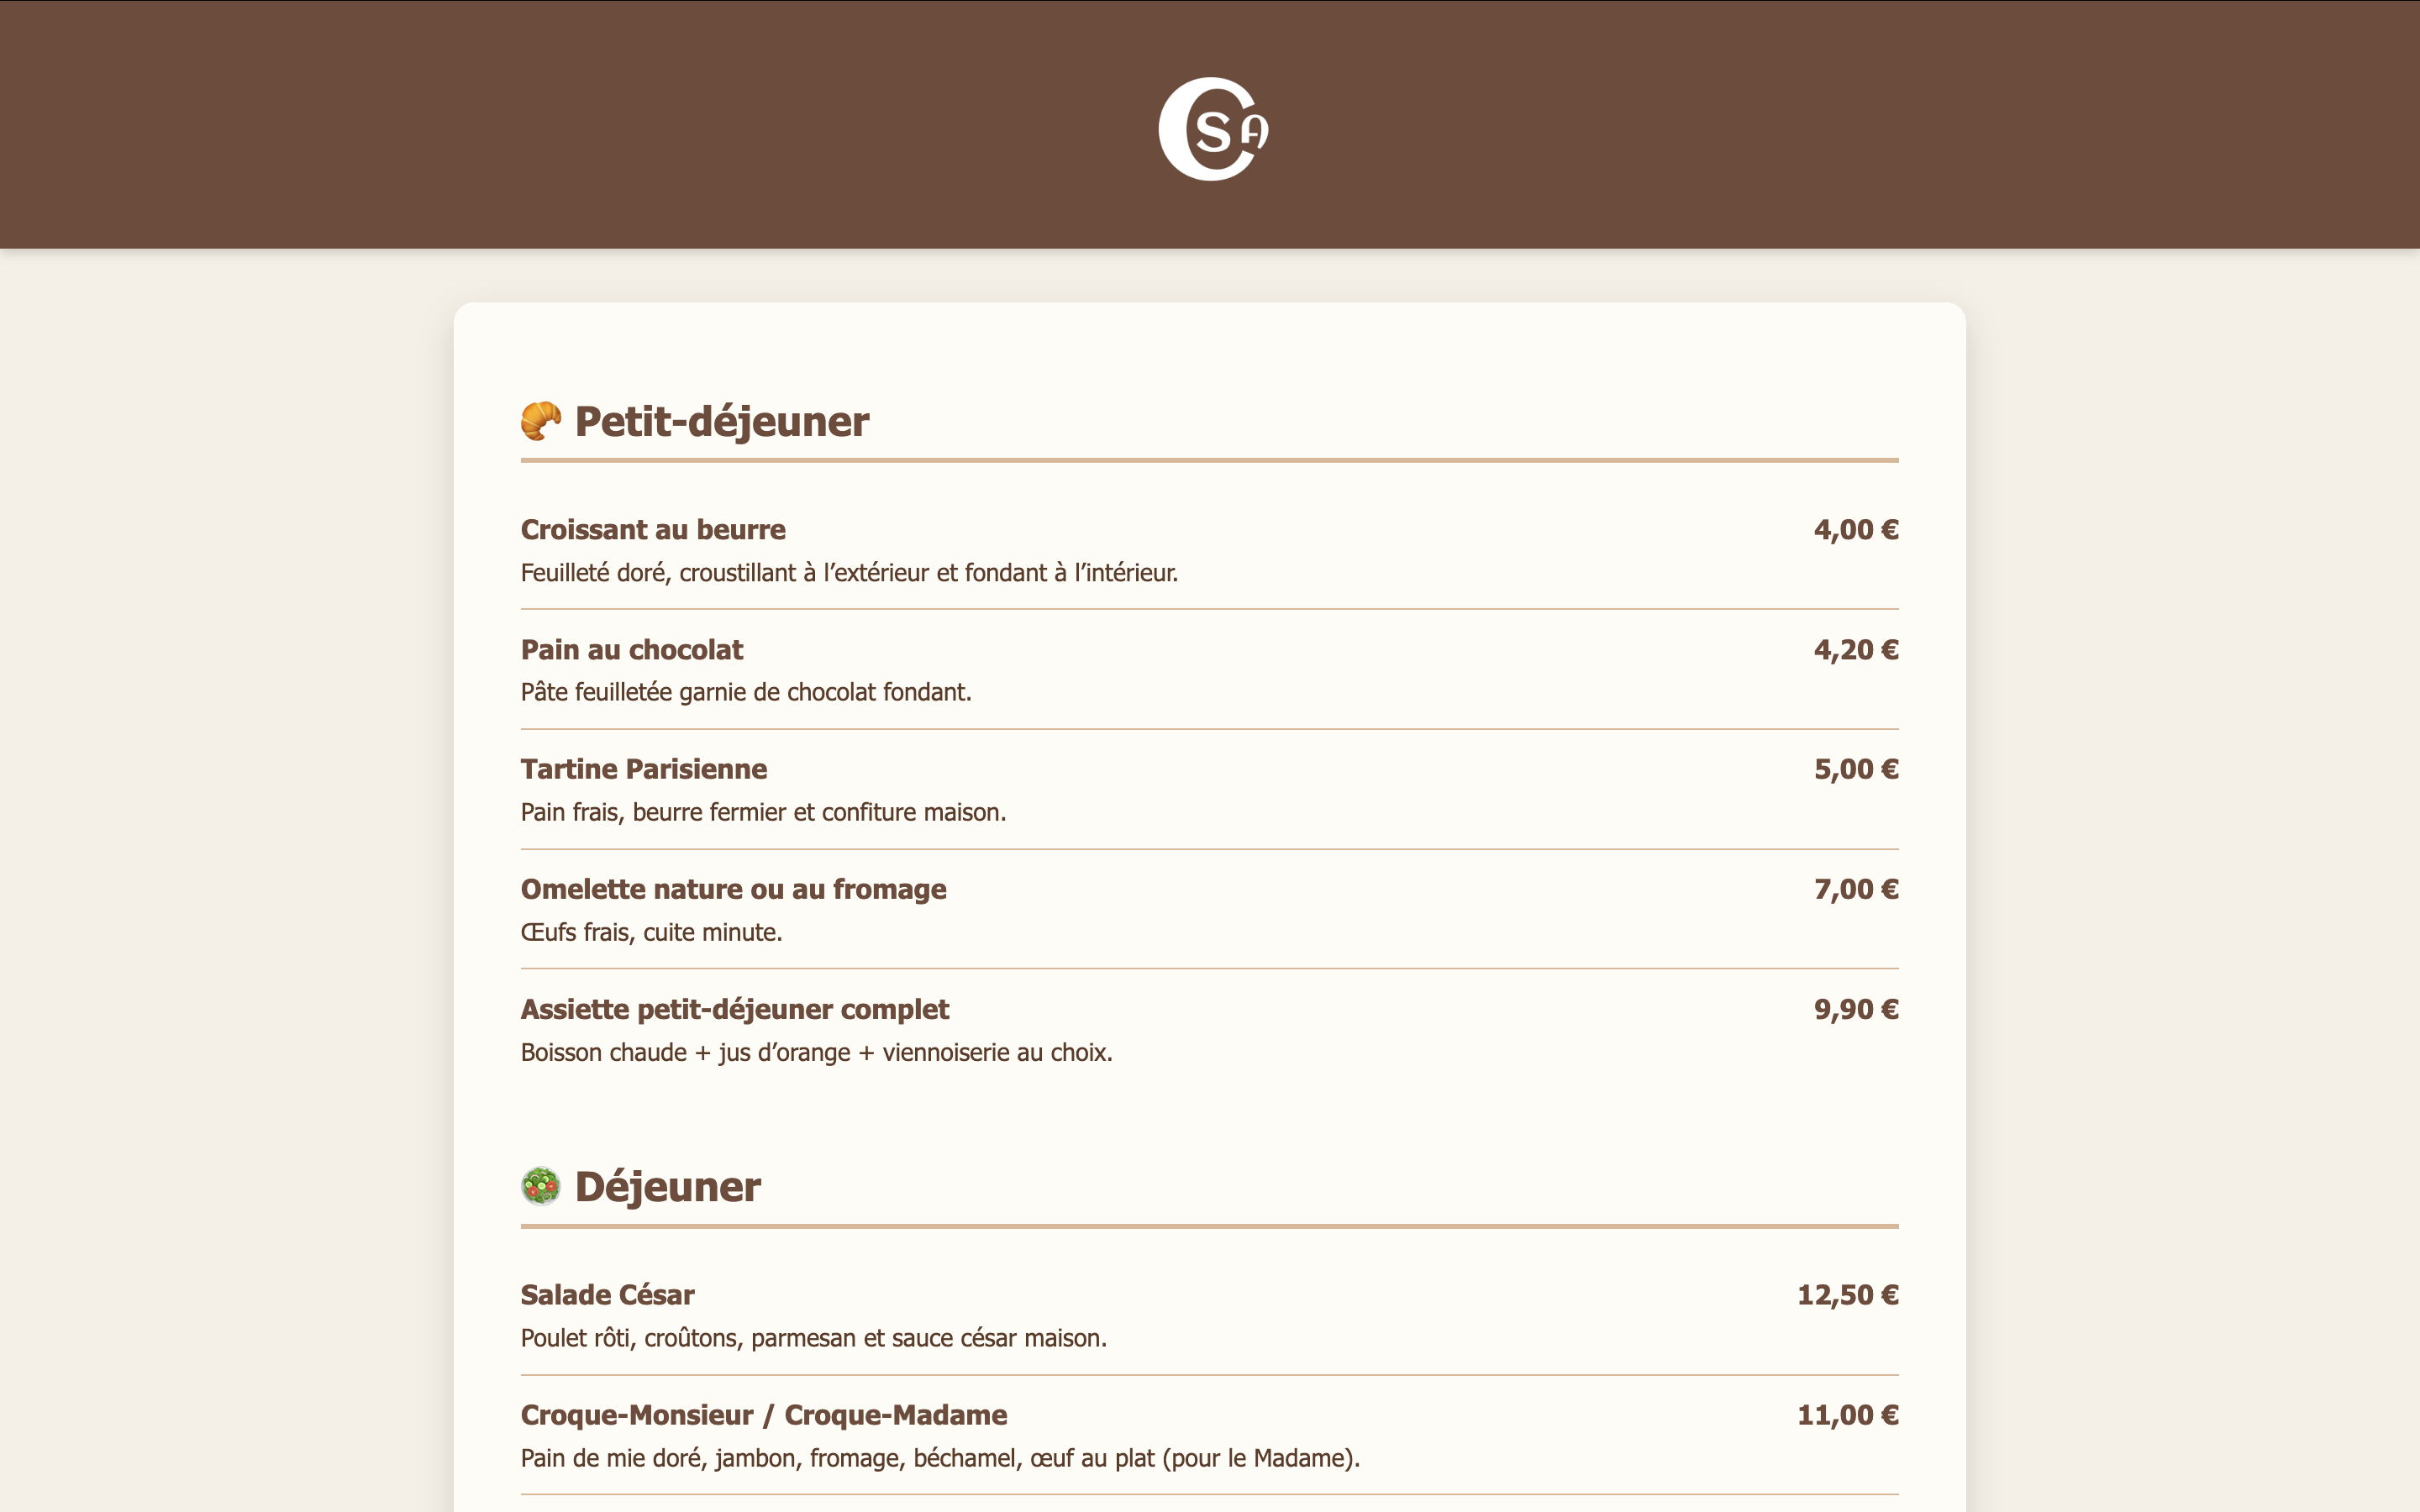 CSA
Petit-déjeuner
Croissant au beurre 4,00 €
Feuilleté doré, croustillant à l’extérieur et fondant à l’intérieur.
Pain au chocolat 4,20 €
Pâte feuilletée garnie de chocolat fondant.
Tartine Parisienne 5,00 €
Pain frais, beurre fermier et confiture maison.
Omelette nature ou au fromage 7,00 €
Œufs frais, cuite minute.
Assiette petit-déjeuner complet 9,90 €
Boisson chaude + jus d’orange + viennoiserie au choix.
Déjeuner
Salade César 12,50 €
Poulet rôti, croûtons, parmesan et sauce césar maison.
Croque-Monsieur / Croque-Madame 11,00 €
Pain de mie doré, jambon, fromage, béchamel, œuf au plat (pour le Madame).